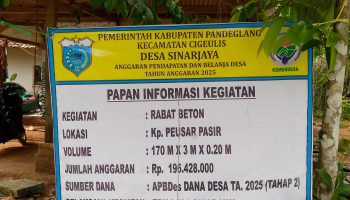 PEMERINTAH KABUPATEN PANDEGLANG
KECAMATAN CIGEULIS
DESA SINARJAYA
ANGGARAN PENDAPATAN DAN BELANJA DESA
TAHUN ANGGARAN 2025
KEMENDESA
PAPAN INFORMASI KEGIATAN
KEGIATAN : RABAT BETON
LOKASI : Kp. PEUSAR PASIR
VOLUME : 170 M X 3 M X 0.20 M
JUMLAH ANGGARAN : Rp. 196.428.000
SUMBER DANA : APBDes DANA DESA TA. 2025 (TAHAP 2)